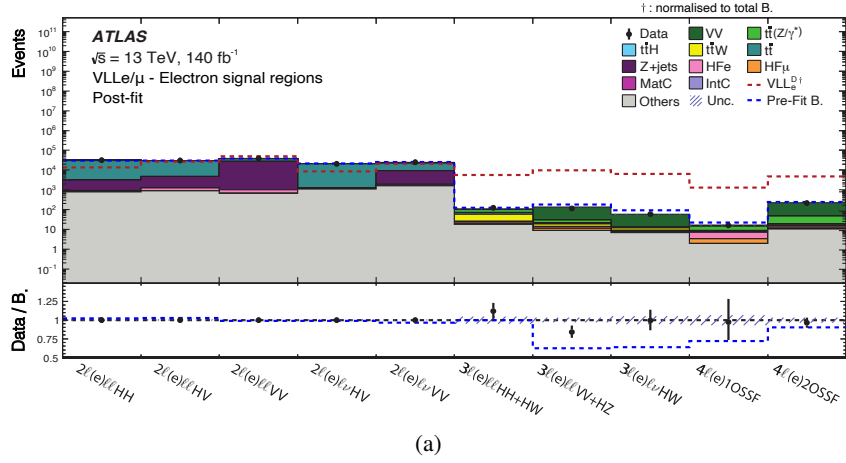 † : normalised to total B.
Events
10¹¹
10¹⁰
10⁹
10⁸
10⁷
10⁶
10⁵
10⁴
10³
10²
10
1
10⁻¹
ATLAS
√s = 13 TeV, 140 fb⁻¹
VLLe/μ - Electron signal regions
Post-fit
Data VV tt̄(Z/γ*)
tt̄H tt̄W tt̄
Z+jets HFe HFμ
MatC IntC VLLₑᴰ †
Others Unc. Pre-Fit B.
Data / B.
1.25
1
0.75
0.5
2ℓ(e)ℓℓHH
2ℓ(e)ℓℓHV
2ℓ(e)ℓℓVV
2ℓ(e)ℓνHV
2ℓ(e)ℓνVV
3ℓ(e)ℓℓHH+HW
3ℓ(e)ℓℓVV+HZ
3ℓ(e)ℓνHW
4ℓ(e)1OSSF
4ℓ(e)2OSSF
(a)